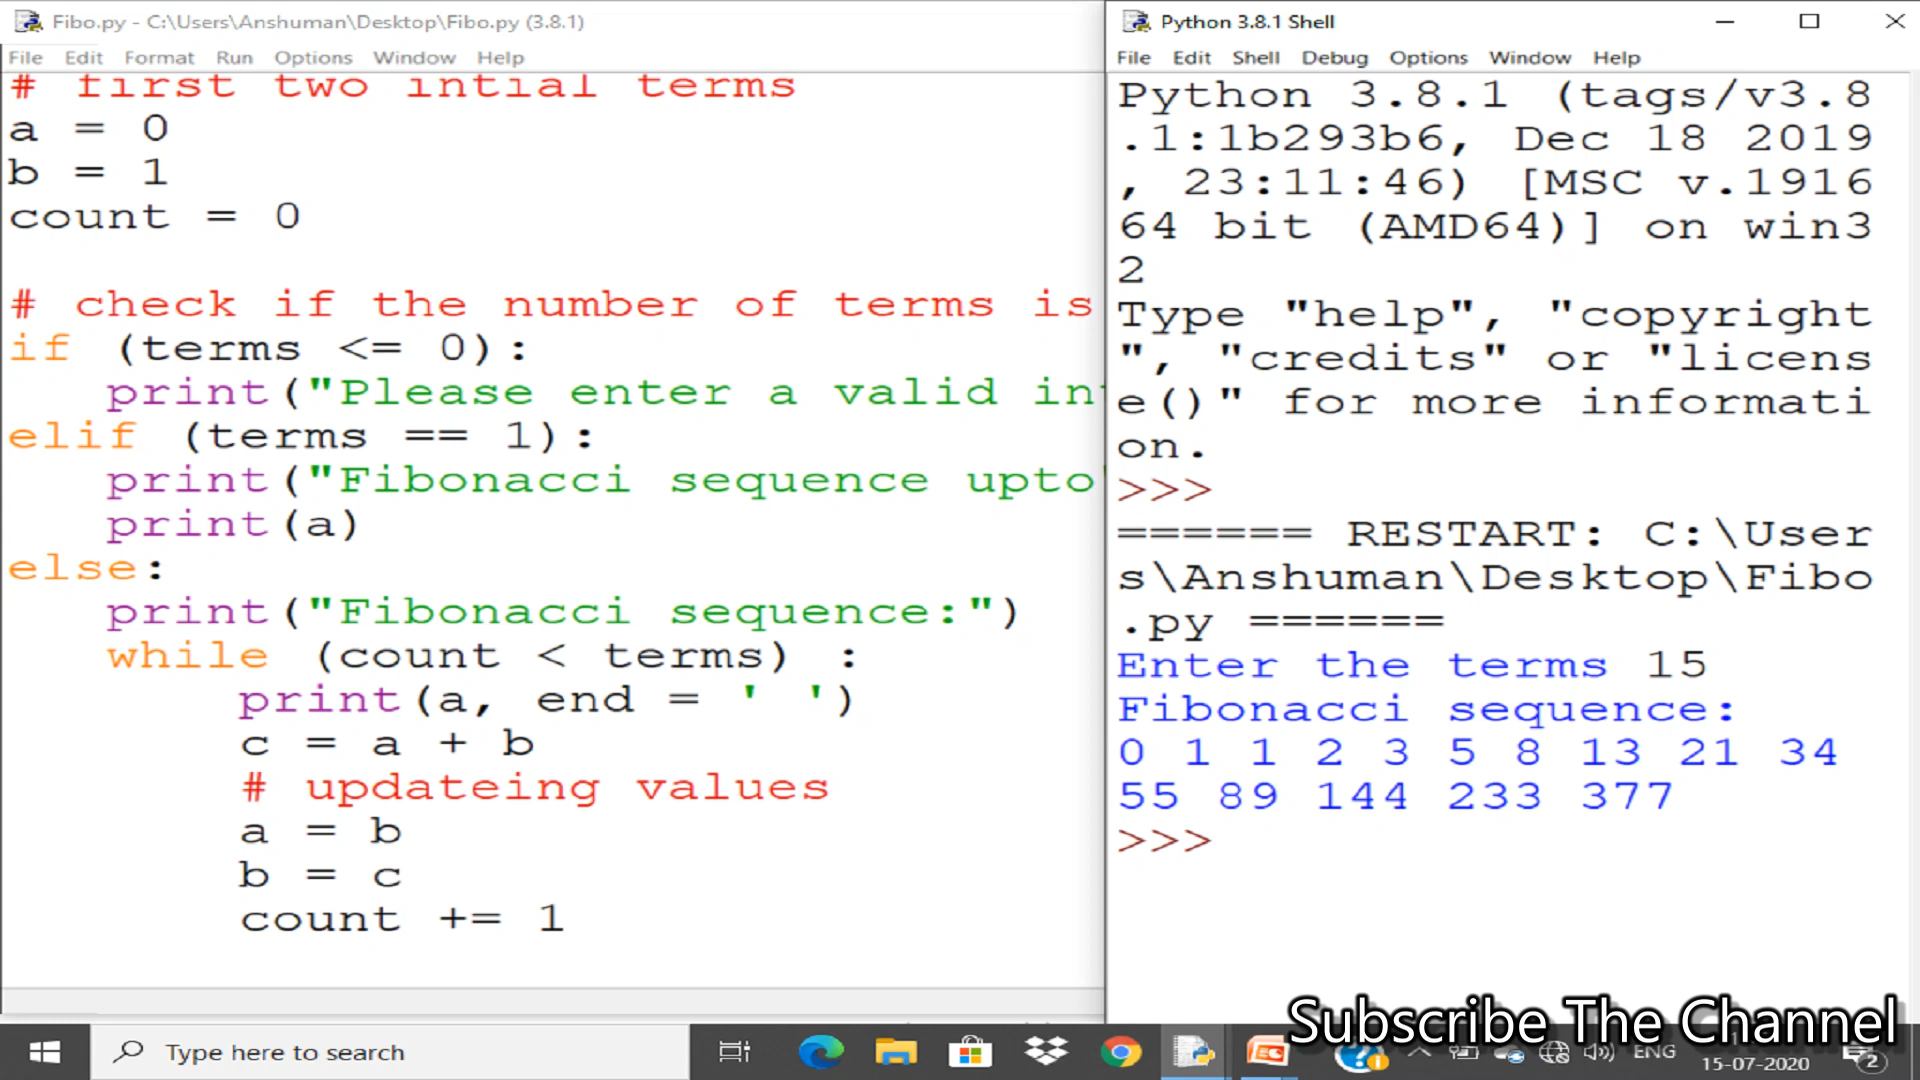 Fibo.py - C:\Users\Anshuman\Desktop\Fibo.py (3.8.1)
File Edit Format Run Options Window Help
# first two intial terms
a = 0
b = 1
count = 0
# check if the number of terms is
if (terms <= 0):
print("Please enter a valid in
elif (terms == 1):
print("Fibonacci sequence upto
print(a)
else:
print("Fibonacci sequence:")
while (count < terms) :
print(a, end = ' ')
c = a + b
# updateing values
a = b
b = c
count += 1
Python 3.8.1 Shell
File Edit Shell Debug Options Window Help
Python 3.8.1 (tags/v3.8
.1:1b293b6, Dec 18 2019
, 23:11:46) [MSC v.1916
64 bit (AMD64)] on win3
2
Type "help", "copyright
", "credits" or "licens
e()" for more informati
on.
>>>
====== RESTART: C:\User
s\Anshuman\Desktop\Fibo
.py ======
Enter the terms 15
Fibonacci sequence:
0 1 1 2 3 5 8 13 21 34
55 89 144 233 377
>>>
Subscribe The Channel
Type here to search
ENG
15-07-2020
2